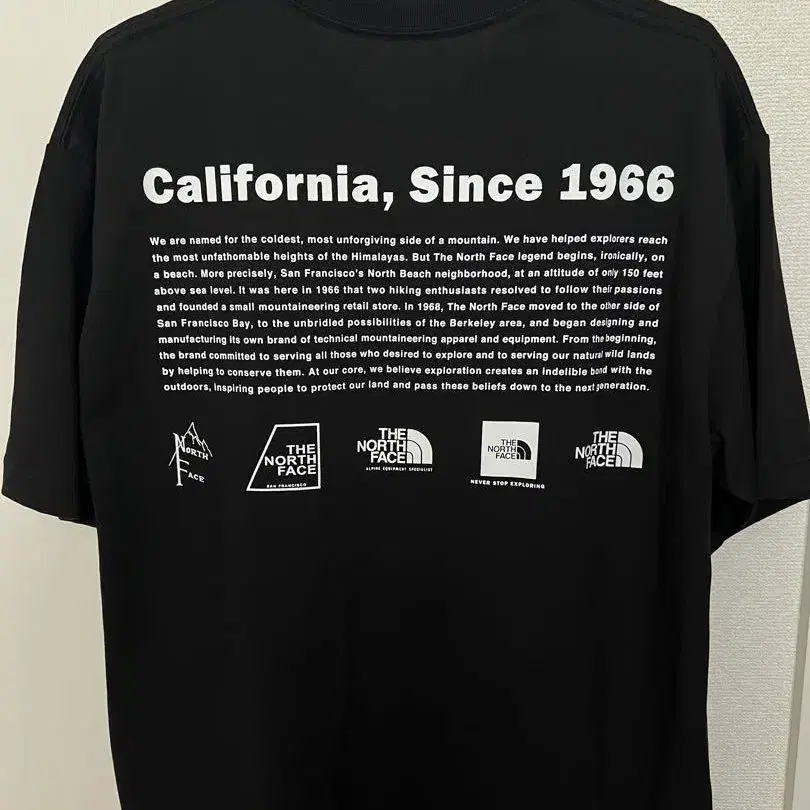 California, Since 1966
We are named for the coldest, most unforgiving side of a mountain. We have helped explorers reach
the most unfathomable heights of the Himalayas. But The North Face legend begins, ironically, on
a beach. More precisely, San Francisco's North Beach neighborhood, at an altitude of only 150 feet
above sea level. It was here in 1966 that two hiking enthusiasts resolved to follow their passions
and founded a small mountaineering retail store. In 1968, The North Face moved to the other side of
San Francisco Bay, to the unbridled possibilities of the Berkeley area, and began designing and
manufacturing its own brand of technical mountaineering apparel and equipment. From the beginning,
the brand committed to serving all those who desired to explore and to serving our natural wild lands
by helping to conserve them. At our core, we believe exploration creates an indelible bond with the
outdoors, inspiring people to protect our land and pass these beliefs down to the next generation.
NORTH
FACE
THE
NORTH
FACE
SAN FRANCISCO
THE
NORTH
FACE
ALPINE EQUIPMENT SPECIALIST
THE
NORTH
FACE
NEVER STOP EXPLORING
THE
NORTH
FACE